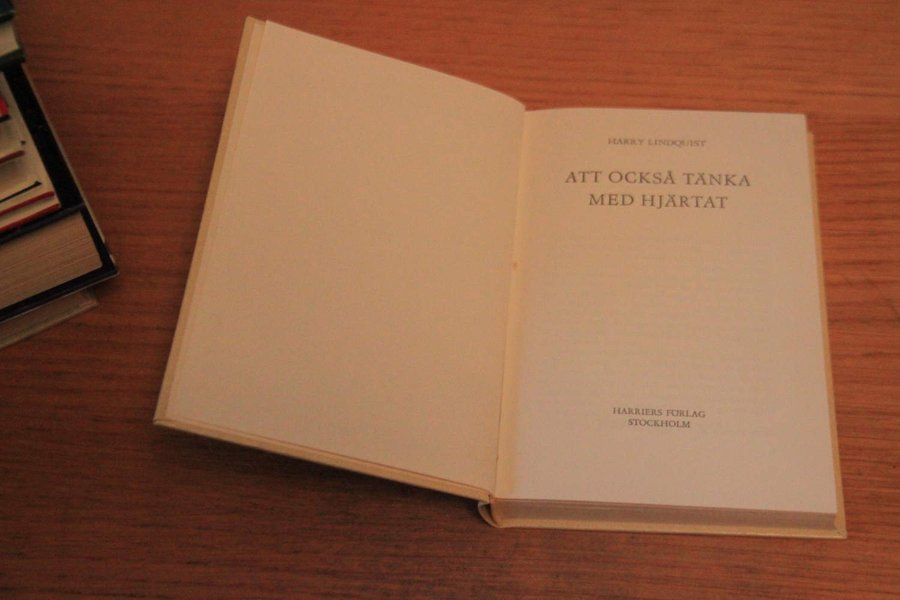 HARRY LINDQUIST
ATT OCKSÅ TÄNKA
MED HJÄRTAT
HARRIERS FÖRLAG
STOCKHOLM